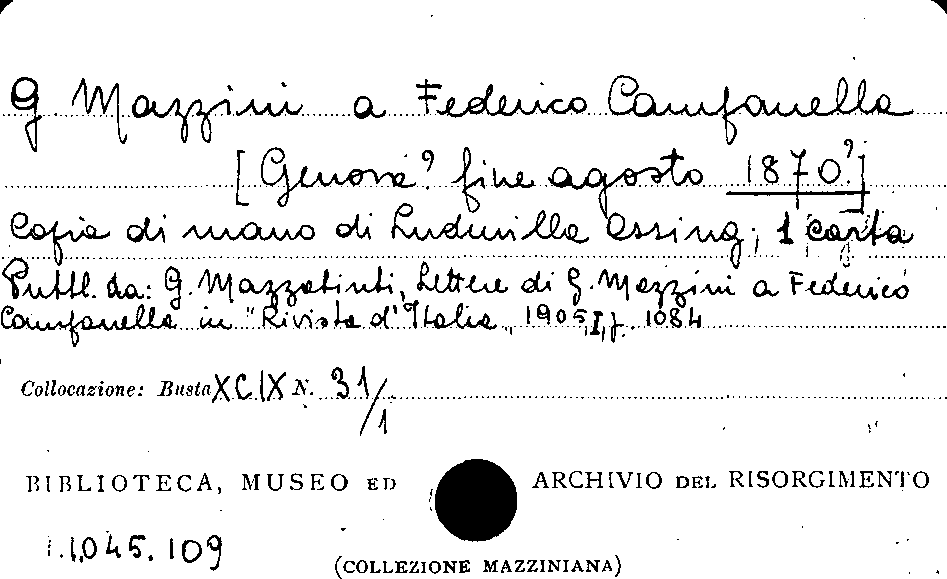 G Mazzini a Federico Campanella
[Genova? fine agosto 1870?]
Copia di mano di Ludmilla Assing; 1 carta
Pubbl. da: G. Mazzatinti, Lettere di G. Mazzini a Federico
Campanella in "Rivista d'Italia", 1905, I, p. 1084
Collocazione: Busta XCIX N. 31/1
BIBLIOTECA, MUSEO ED ARCHIVIO DEL RISORGIMENTO
1.045.109
(COLLEZIONE MAZZINIANA)